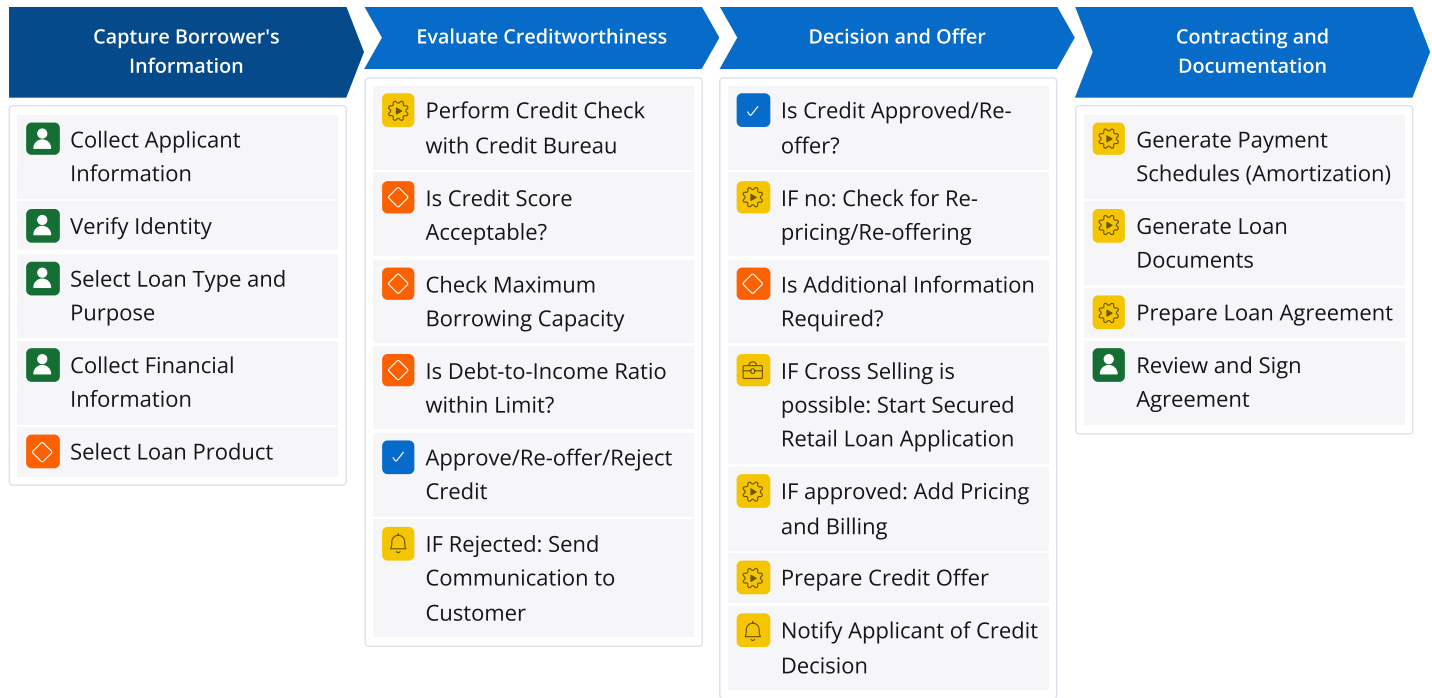 Capture Borrower's
Information
Collect Applicant
Information
Verify Identity
Select Loan Type and
Purpose
Collect Financial
Information
Select Loan Product
Evaluate Creditworthiness
Perform Credit Check
with Credit Bureau
Is Credit Score
Acceptable?
Check Maximum
Borrowing Capacity
Is Debt-to-Income Ratio
within Limit?
Approve/Re-offer/Reject
Credit
IF Rejected: Send
Communication to
Customer
Decision and Offer
Is Credit Approved/Re-
offer?
IF no: Check for Re-
pricing/Re-offering
Is Additional Information
Required?
IF Cross Selling is
possible: Start Secured
Retail Loan Application
IF approved: Add Pricing
and Billing
Prepare Credit Offer
Notify Applicant of Credit
Decision
Contracting and
Documentation
Generate Payment
Schedules (Amortization)
Generate Loan
Documents
Prepare Loan Agreement
Review and Sign
Agreement